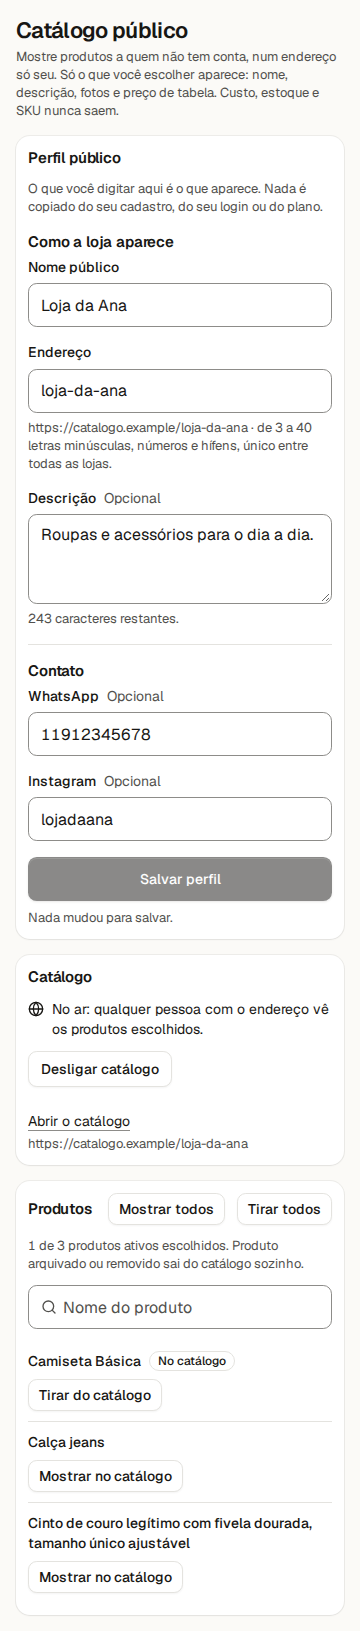 Catálogo público
Mostre produtos a quem não tem conta, num endereço
só seu. Só o que você escolher aparece: nome,
descrição, fotos e preço de tabela. Custo, estoque e
SKU nunca saem.
Perfil público
O que você digitar aqui é o que aparece. Nada é
copiado do seu cadastro, do seu login ou do plano.
Como a loja aparece
Nome público
Loja da Ana
Endereço
loja-da-ana
https://catalogo.example/loja-da-ana · de 3 a 40
letras minúsculas, números e hífens, único entre
todas as lojas.
Descrição Opcional
Roupas e acessórios para o dia a dia.
243 caracteres restantes.
Contato
WhatsApp Opcional
11912345678
Instagram Opcional
lojadaana
Salvar perfil
Nada mudou para salvar.
Catálogo
No ar: qualquer pessoa com o endereço vê
os produtos escolhidos.
Desligar catálogo
Abrir o catálogo
https://catalogo.example/loja-da-ana
Produtos Mostrar todos Tirar todos
1 de 3 produtos ativos escolhidos. Produto
arquivado ou removido sai do catálogo sozinho.
Nome do produto
Camiseta Básica No catálogo
Tirar do catálogo
Calça jeans
Mostrar no catálogo
Cinto de couro legítimo com fivela dourada,
tamanho único ajustável
Mostrar no catálogo